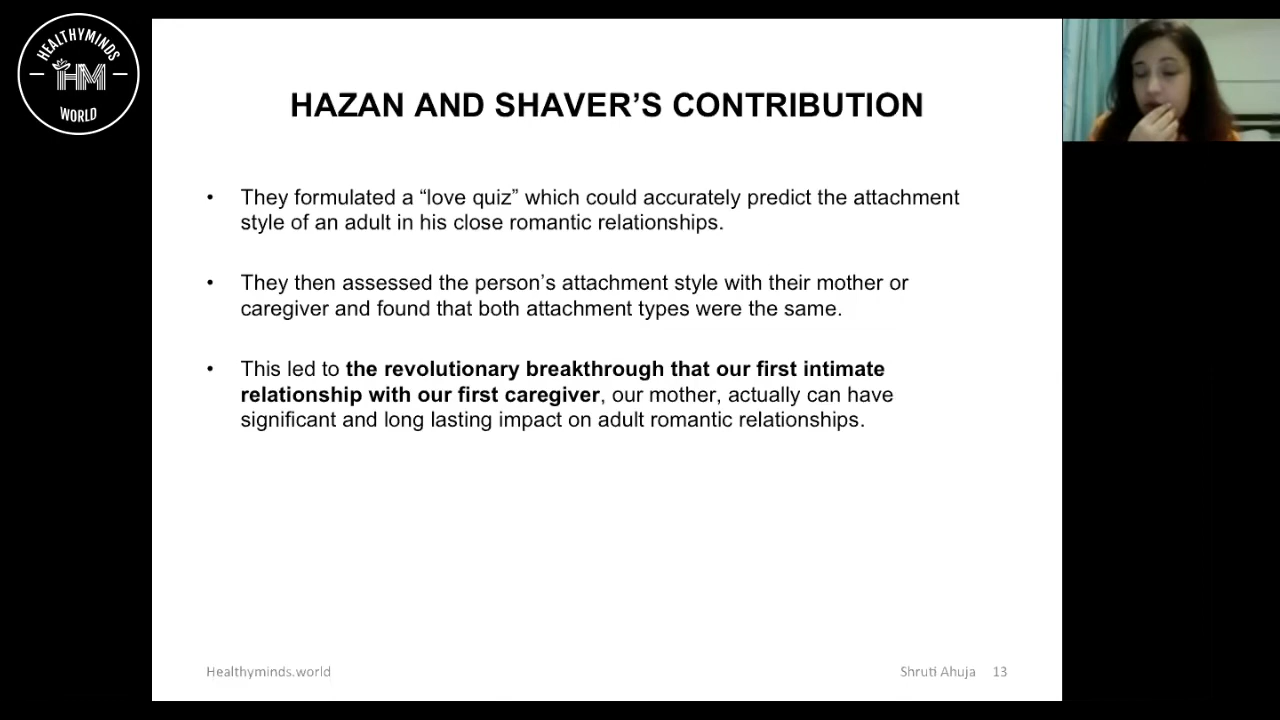 HEALTHYMINDS
HM
WORLD
HAZAN AND SHAVER’S CONTRIBUTION
• They formulated a “love quiz” which could accurately predict the attachment
style of an adult in his close romantic relationships.
• They then assessed the person’s attachment style with their mother or
caregiver and found that both attachment types were the same.
• This led to the revolutionary breakthrough that our first intimate
relationship with our first caregiver, our mother, actually can have
significant and long lasting impact on adult romantic relationships.
Healthyminds.world
Shruti Ahuja 13